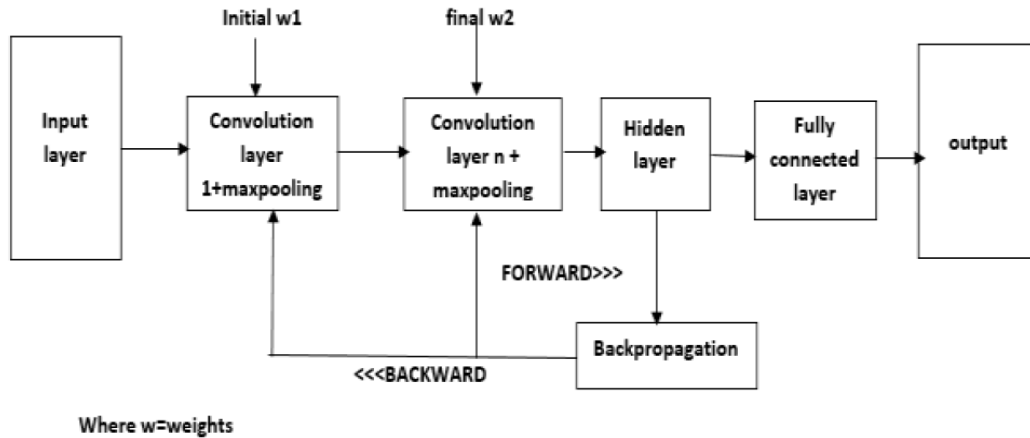 Initial w1
final w2
Input
layer
Convolution
layer
1+maxpooling
Convolution
layer n +
maxpooling
Hidden
layer
Fully
connected
layer
output
FORWARD>>>
Backpropagation
<<<BACKWARD
Where w=weights